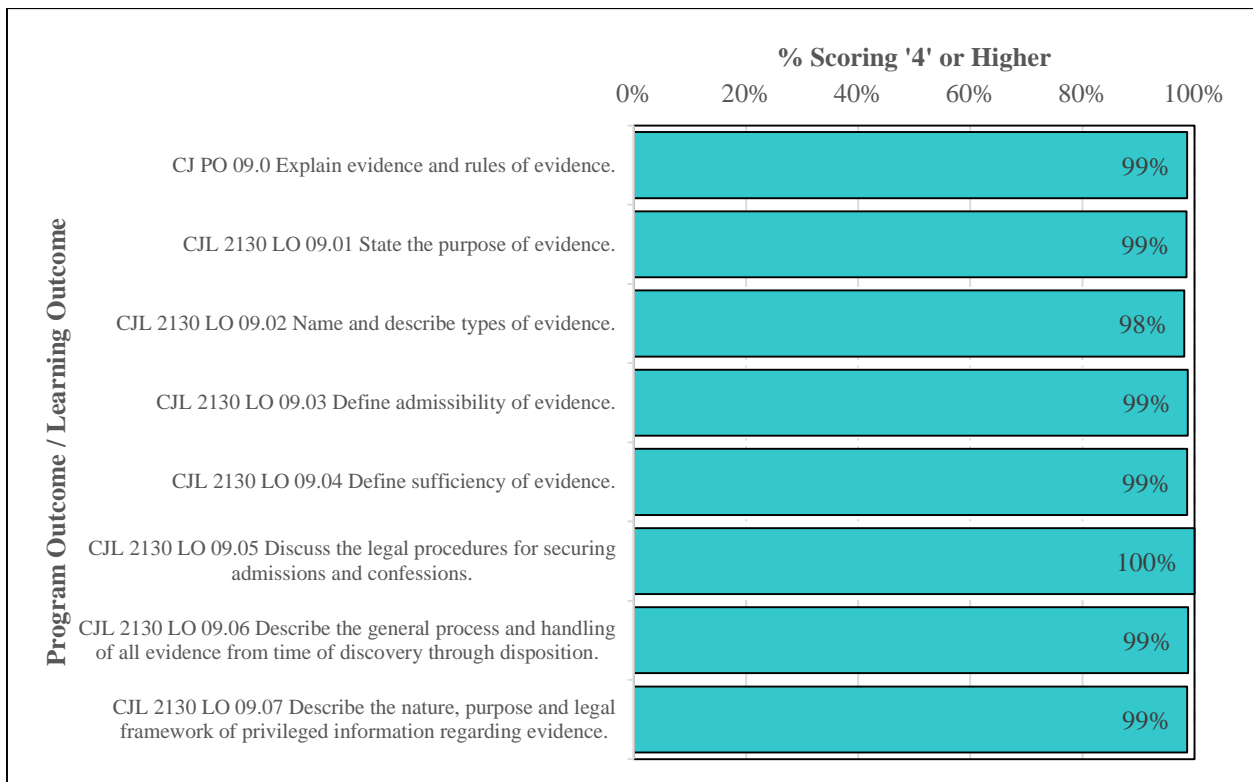 % Scoring '4' or Higher
0% 20% 40% 60% 80% 100%
Program Outcome / Learning Outcome
CJ PO 09.0 Explain evidence and rules of evidence.
99%
CJL 2130 LO 09.01 State the purpose of evidence.
99%
CJL 2130 LO 09.02 Name and describe types of evidence.
98%
CJL 2130 LO 09.03 Define admissibility of evidence.
99%
CJL 2130 LO 09.04 Define sufficiency of evidence.
99%
CJL 2130 LO 09.05 Discuss the legal procedures for securing
admissions and confessions.
100%
CJL 2130 LO 09.06 Describe the general process and handling
of all evidence from time of discovery through disposition.
99%
CJL 2130 LO 09.07 Describe the nature, purpose and legal
framework of privileged information regarding evidence.
99%